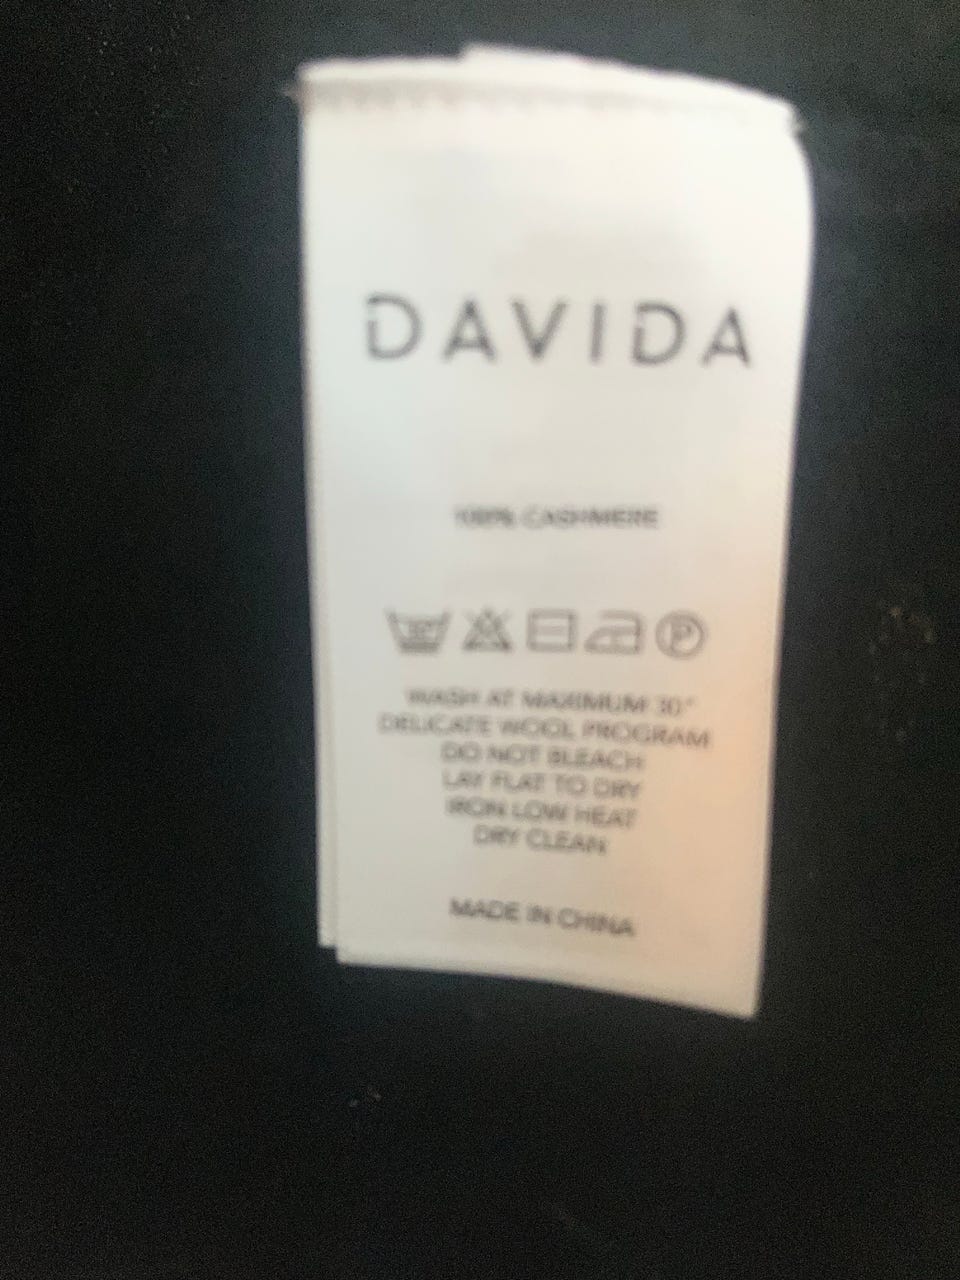 DAVIDA
100% CASHMERE
30
P
WASH AT MAXIMUM 30°
DELICATE WOOL PROGRAM
DO NOT BLEACH
LAY FLAT TO DRY
IRON LOW HEAT
DRY CLEAN
MADE IN CHINA